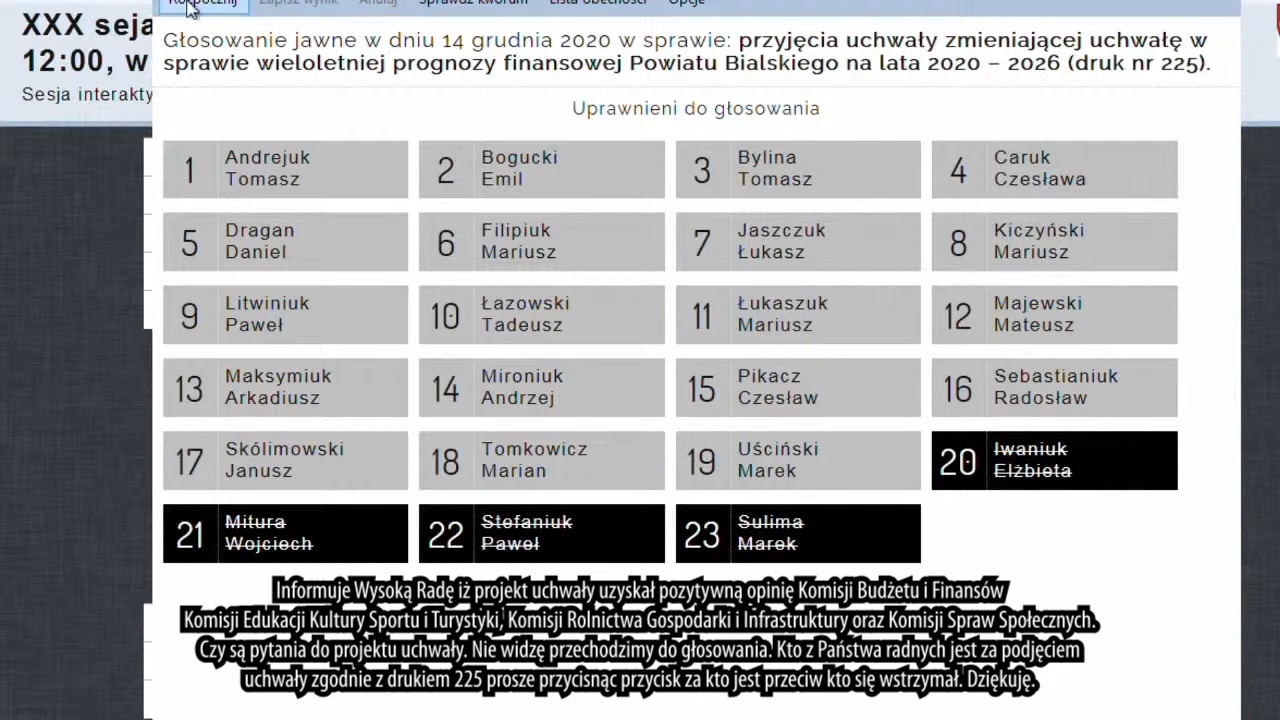 Rozpocznij Zapisz wynik Anuluj Sprawdź kworum Lista obecności Opcje
XXX sesja
12:00, w
Sesja interakty
Głosowanie jawne w dniu 14 grudnia 2020 w sprawie: przyjęcia uchwały zmieniającej uchwałę w
sprawie wieloletniej prognozy finansowej Powiatu Bialskiego na lata 2020 – 2026 (druk nr 225).
Uprawnieni do głosowania
1 Andrejuk Tomasz
2 Bogucki Emil
3 Bylina Tomasz
4 Caruk Czesława
5 Dragan Daniel
6 Filipiuk Mariusz
7 Jaszczuk Łukasz
8 Kiczyński Mariusz
9 Litwiniuk Paweł
10 Łazowski Tadeusz
11 Łukaszuk Mariusz
12 Majewski Mateusz
13 Maksymiuk Arkadiusz
14 Mironiuk Andrzej
15 Pikacz Czesław
16 Sebastianiuk Radosław
17 Skólimowski Janusz
18 Tomkowicz Marian
19 Uściński Marek
20 Iwaniuk Elżbieta
21 Mitura Wojciech
22 Stefaniuk Paweł
23 Sulima Marek
Informuje Wysoką Radę iż projekt uchwały uzyskał pozytywną opinię Komisji Budżetu i Finansów
Komisji Edukacji Kultury Sportu i Turystyki, Komisji Rolnictwa Gospodarki i Infrastruktury oraz Komisji Spraw Społecznych.
Czy są pytania do projektu uchwały. Nie widzę przechodzimy do głosowania. Kto z Państwa radnych jest za podjęciem
uchwały zgodnie z drukiem 225 prosze przycisnąc przycisk za kto jest przeciw kto się wstrzymał. Dziękuję.